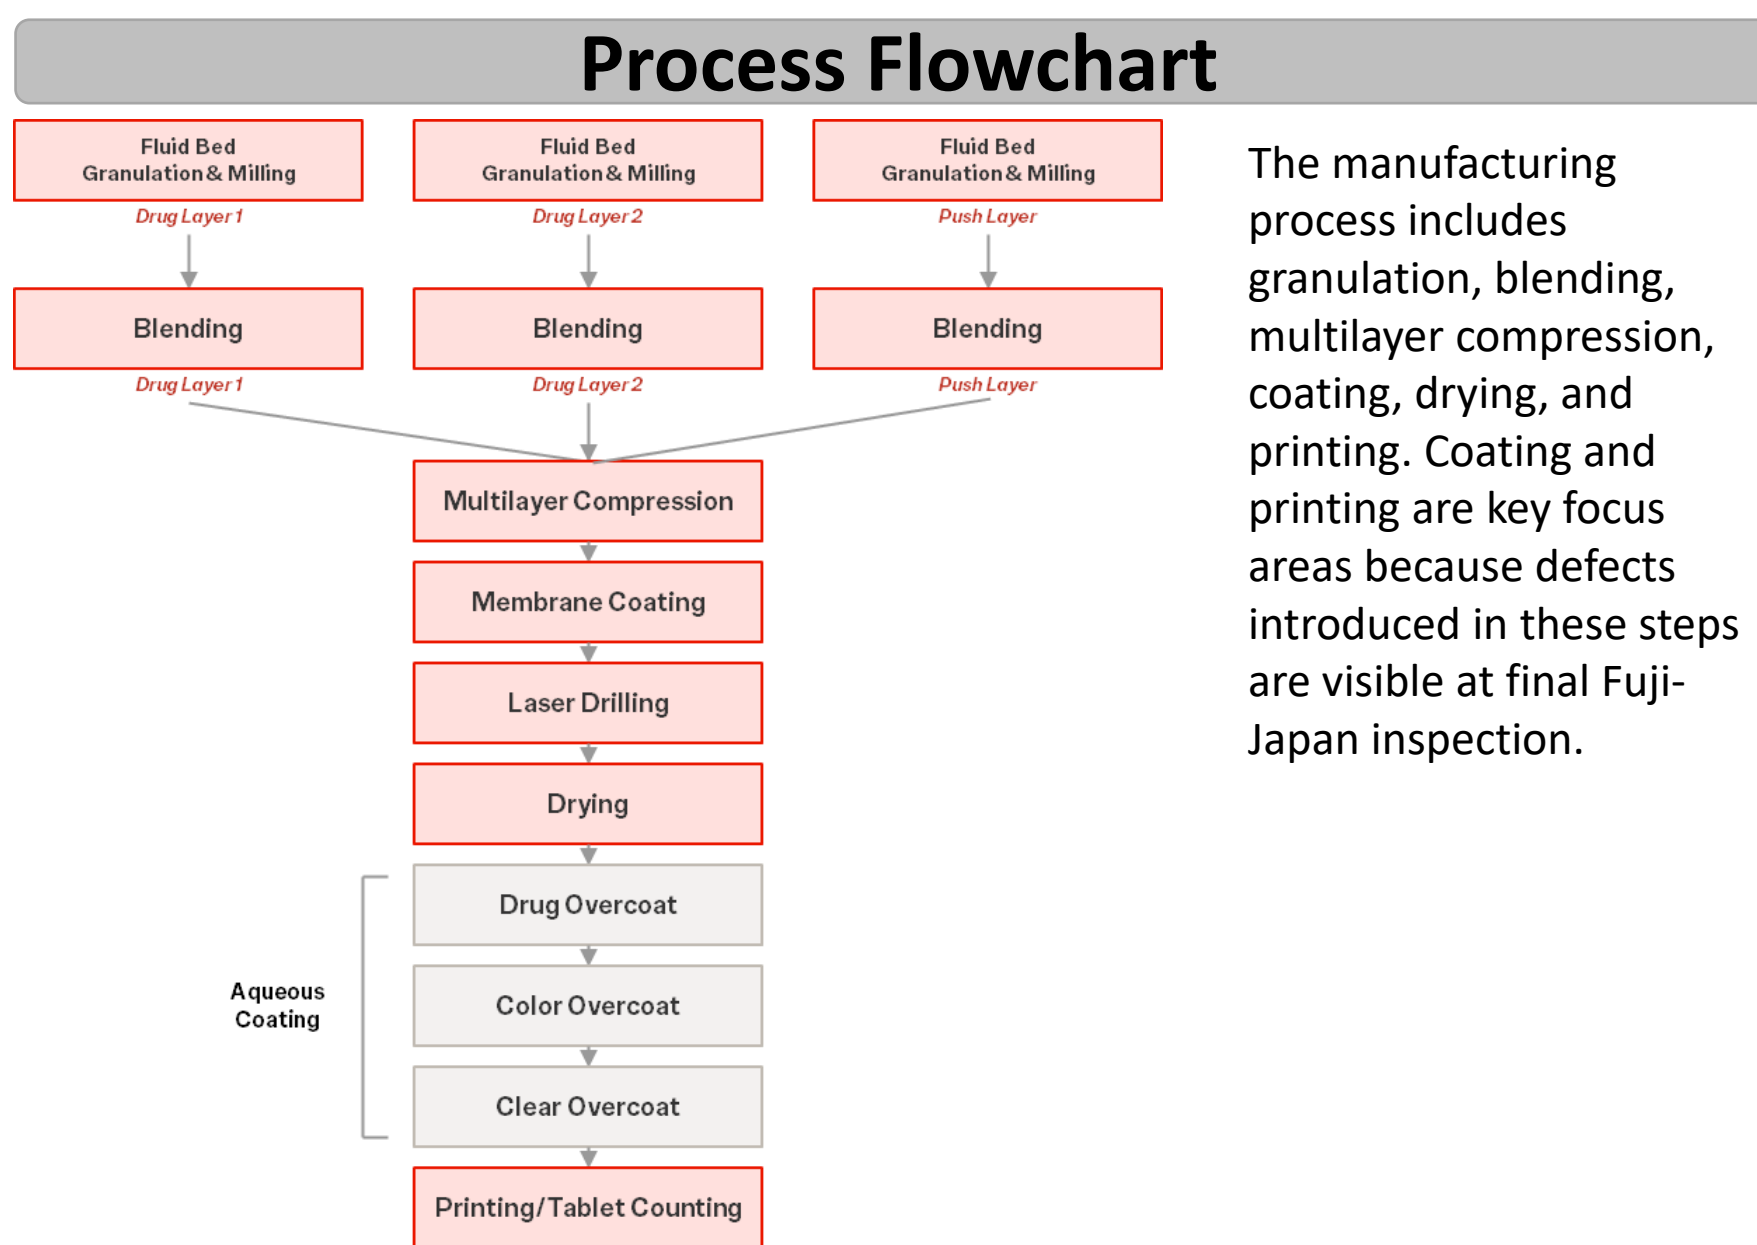 Process Flowchart
Fluid Bed
Granulation & Milling
Drug Layer 1
Fluid Bed
Granulation & Milling
Drug Layer 2
Fluid Bed
Granulation & Milling
Push Layer
Blending
Drug Layer 1
Blending
Drug Layer 2
Blending
Push Layer
Multilayer Compression
Membrane Coating
Laser Drilling
Drying
Aqueous
Coating
Drug Overcoat
Color Overcoat
Clear Overcoat
Printing/Tablet Counting
The manufacturing
process includes
granulation, blending,
multilayer compression,
coating, drying, and
printing. Coating and
printing are key focus
areas because defects
introduced in these steps
are visible at final Fuji-
Japan inspection.